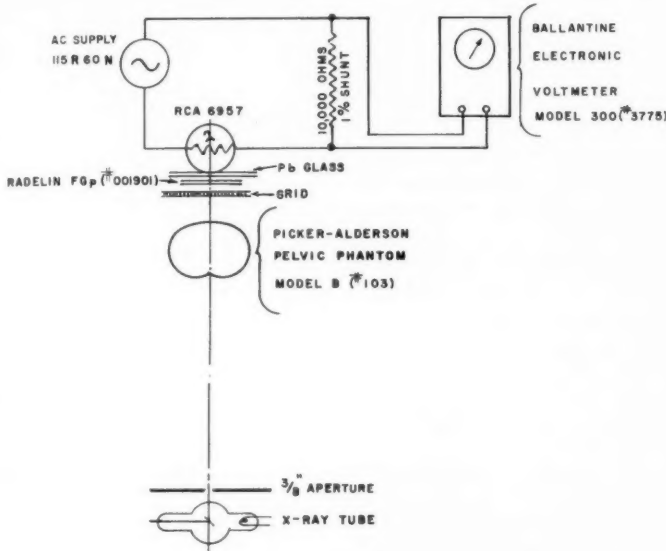 AC SUPPLY
115 R 60 N
RCA 6957
10,000 OHMS
1% SHUNT
BALLANTINE
ELECTRONIC
VOLTMETER
MODEL 300(#3775)
Pb GLASS
RADELIN FGp (#001901)
GRID
PICKER-ALDERSON
PELVIC PHANTOM
MODEL B (#103)
3/8" APERTURE
X-RAY TUBE